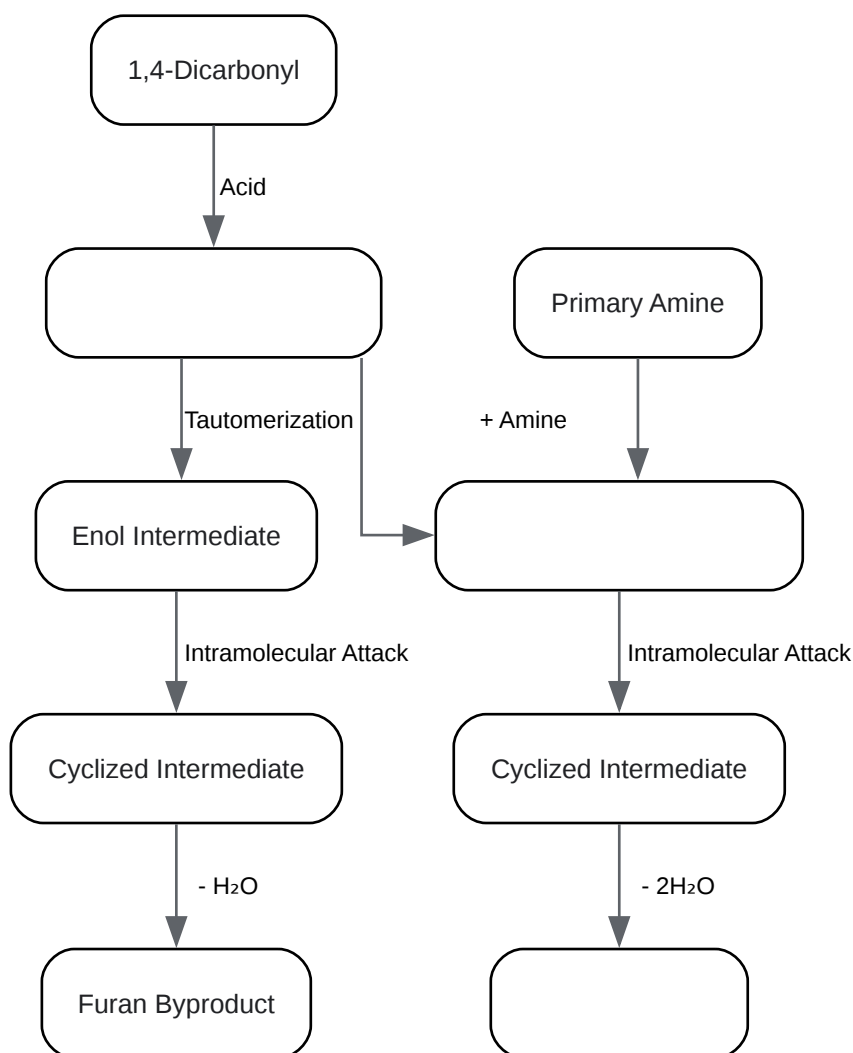 1,4-Dicarbonyl
Acid
Primary Amine
Tautomerization
+ Amine
Enol Intermediate
Intramolecular Attack
Intramolecular Attack
Cyclized Intermediate
Cyclized Intermediate
- H₂O
- 2H₂O
Furan Byproduct